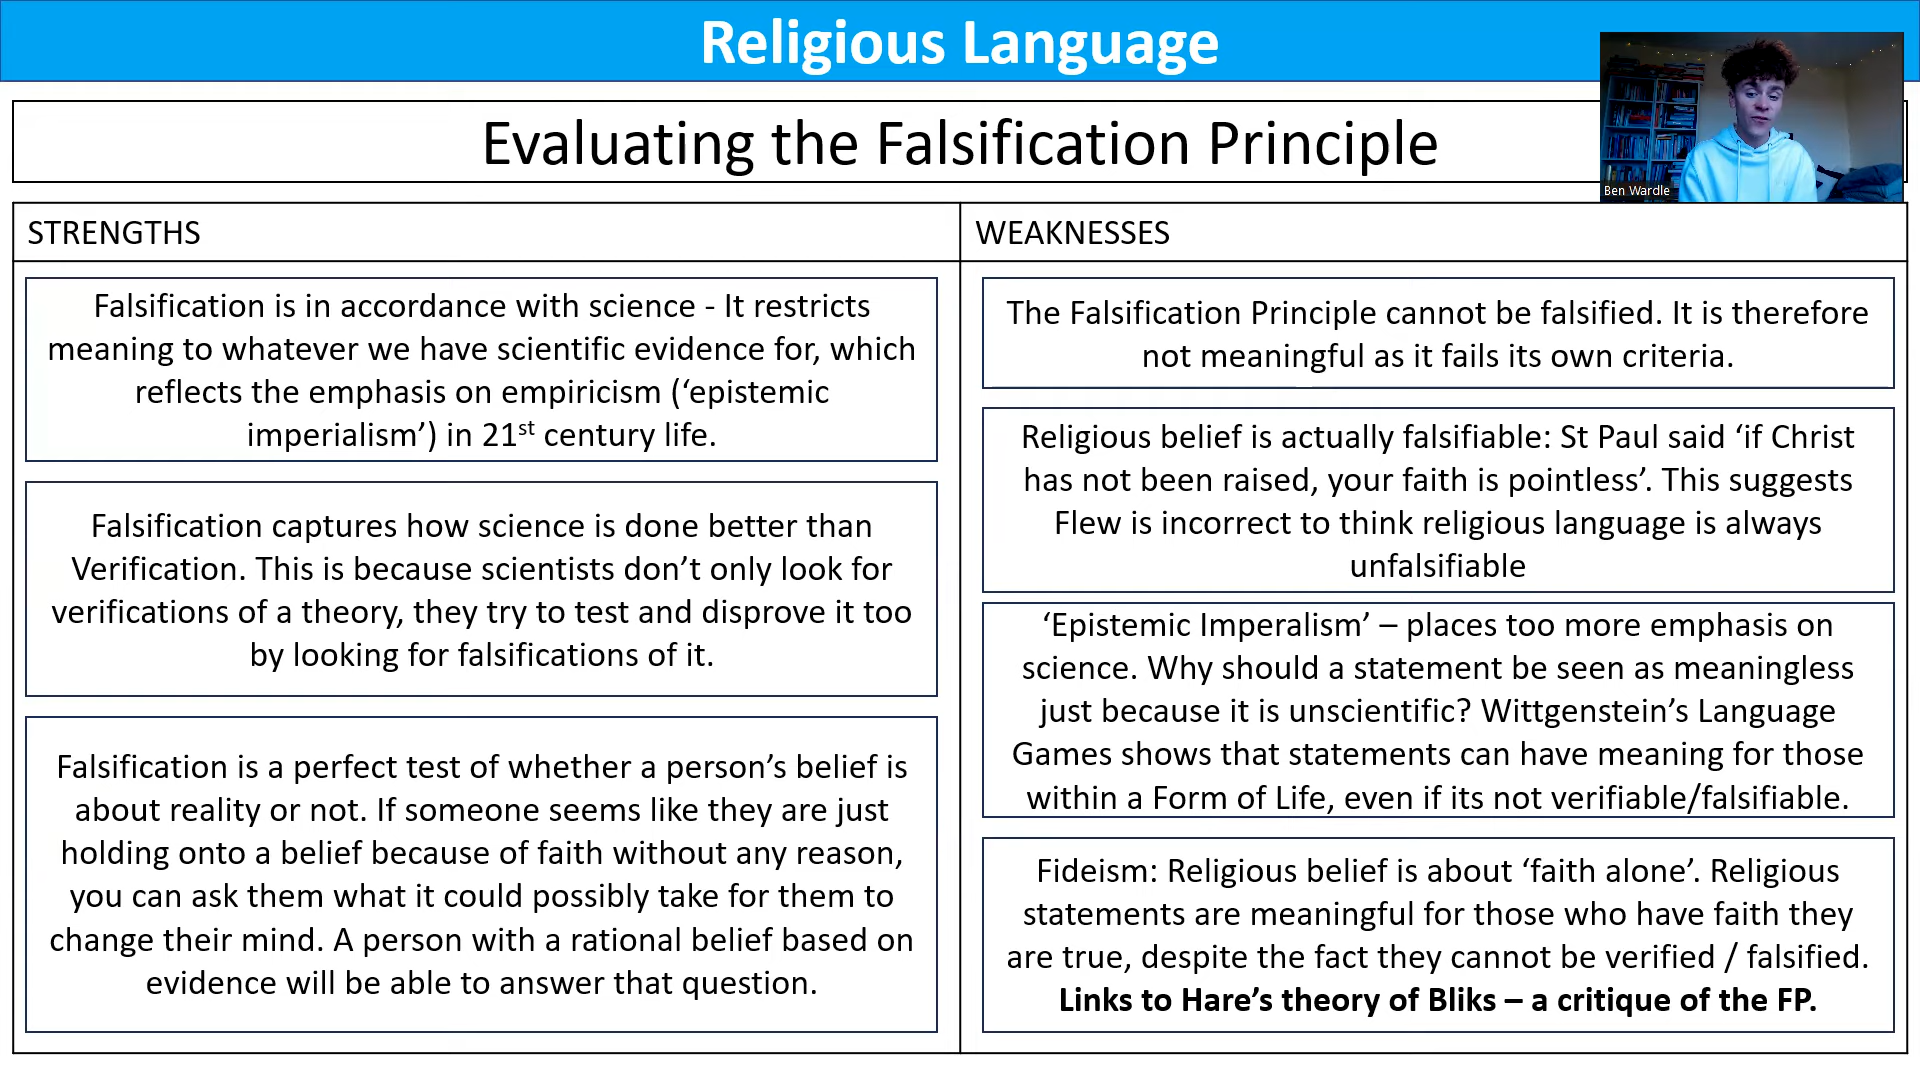 Religious Language
Evaluating the Falsification Principle
Ben Wardle
STRENGTHS
Falsification is in accordance with science - It restricts
meaning to whatever we have scientific evidence for, which
reflects the emphasis on empiricism (‘epistemic
imperialism’) in 21st century life.
Falsification captures how science is done better than
Verification. This is because scientists don’t only look for
verifications of a theory, they try to test and disprove it too
by looking for falsifications of it.
Falsification is a perfect test of whether a person’s belief is
about reality or not. If someone seems like they are just
holding onto a belief because of faith without any reason,
you can ask them what it could possibly take for them to
change their mind. A person with a rational belief based on
evidence will be able to answer that question.
WEAKNESSES
The Falsification Principle cannot be falsified. It is therefore
not meaningful as it fails its own criteria.
Religious belief is actually falsifiable: St Paul said ‘if Christ
has not been raised, your faith is pointless’. This suggests
Flew is incorrect to think religious language is always
unfalsifiable
‘Epistemic Imperalism’ – places too more emphasis on
science. Why should a statement be seen as meaningless
just because it is unscientific? Wittgenstein’s Language
Games shows that statements can have meaning for those
within a Form of Life, even if its not verifiable/falsifiable.
Fideism: Religious belief is about ‘faith alone’. Religious
statements are meaningful for those who have faith they
are true, despite the fact they cannot be verified / falsified.
Links to Hare’s theory of Bliks – a critique of the FP.